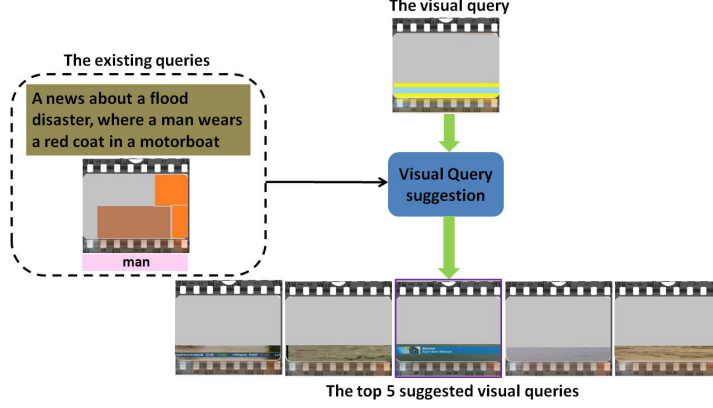 The visual query
The existing queries
A news about a flood
disaster, where a man wears
a red coat in a motorboat
man
Visual Query
suggestion
The top 5 suggested visual queries